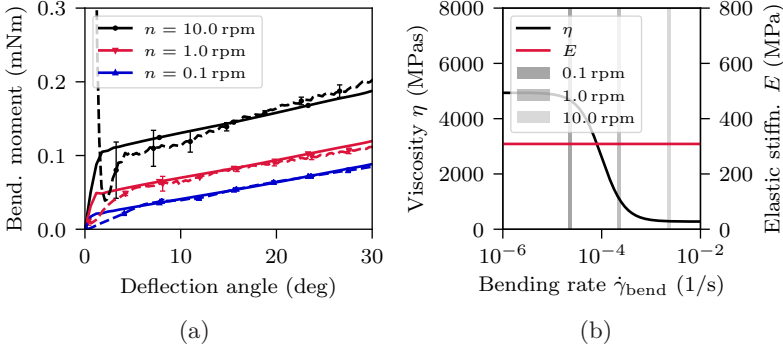 0.3
0.2
0.1
0.0
0
10
20
30
Bend. moment (mNm)
Deflection angle (deg)
n = 10.0 rpm
n = 1.0 rpm
n = 0.1 rpm
(a)
8000
6000
4000
2000
0
Viscosity η (MPas)
800
600
400
200
0
Elastic stiffn. E (MPa)
η
E
0.1 rpm
1.0 rpm
10.0 rpm
10⁻⁶
10⁻⁴
10⁻²
Bending rate γ̇bend (1/s)
(b)